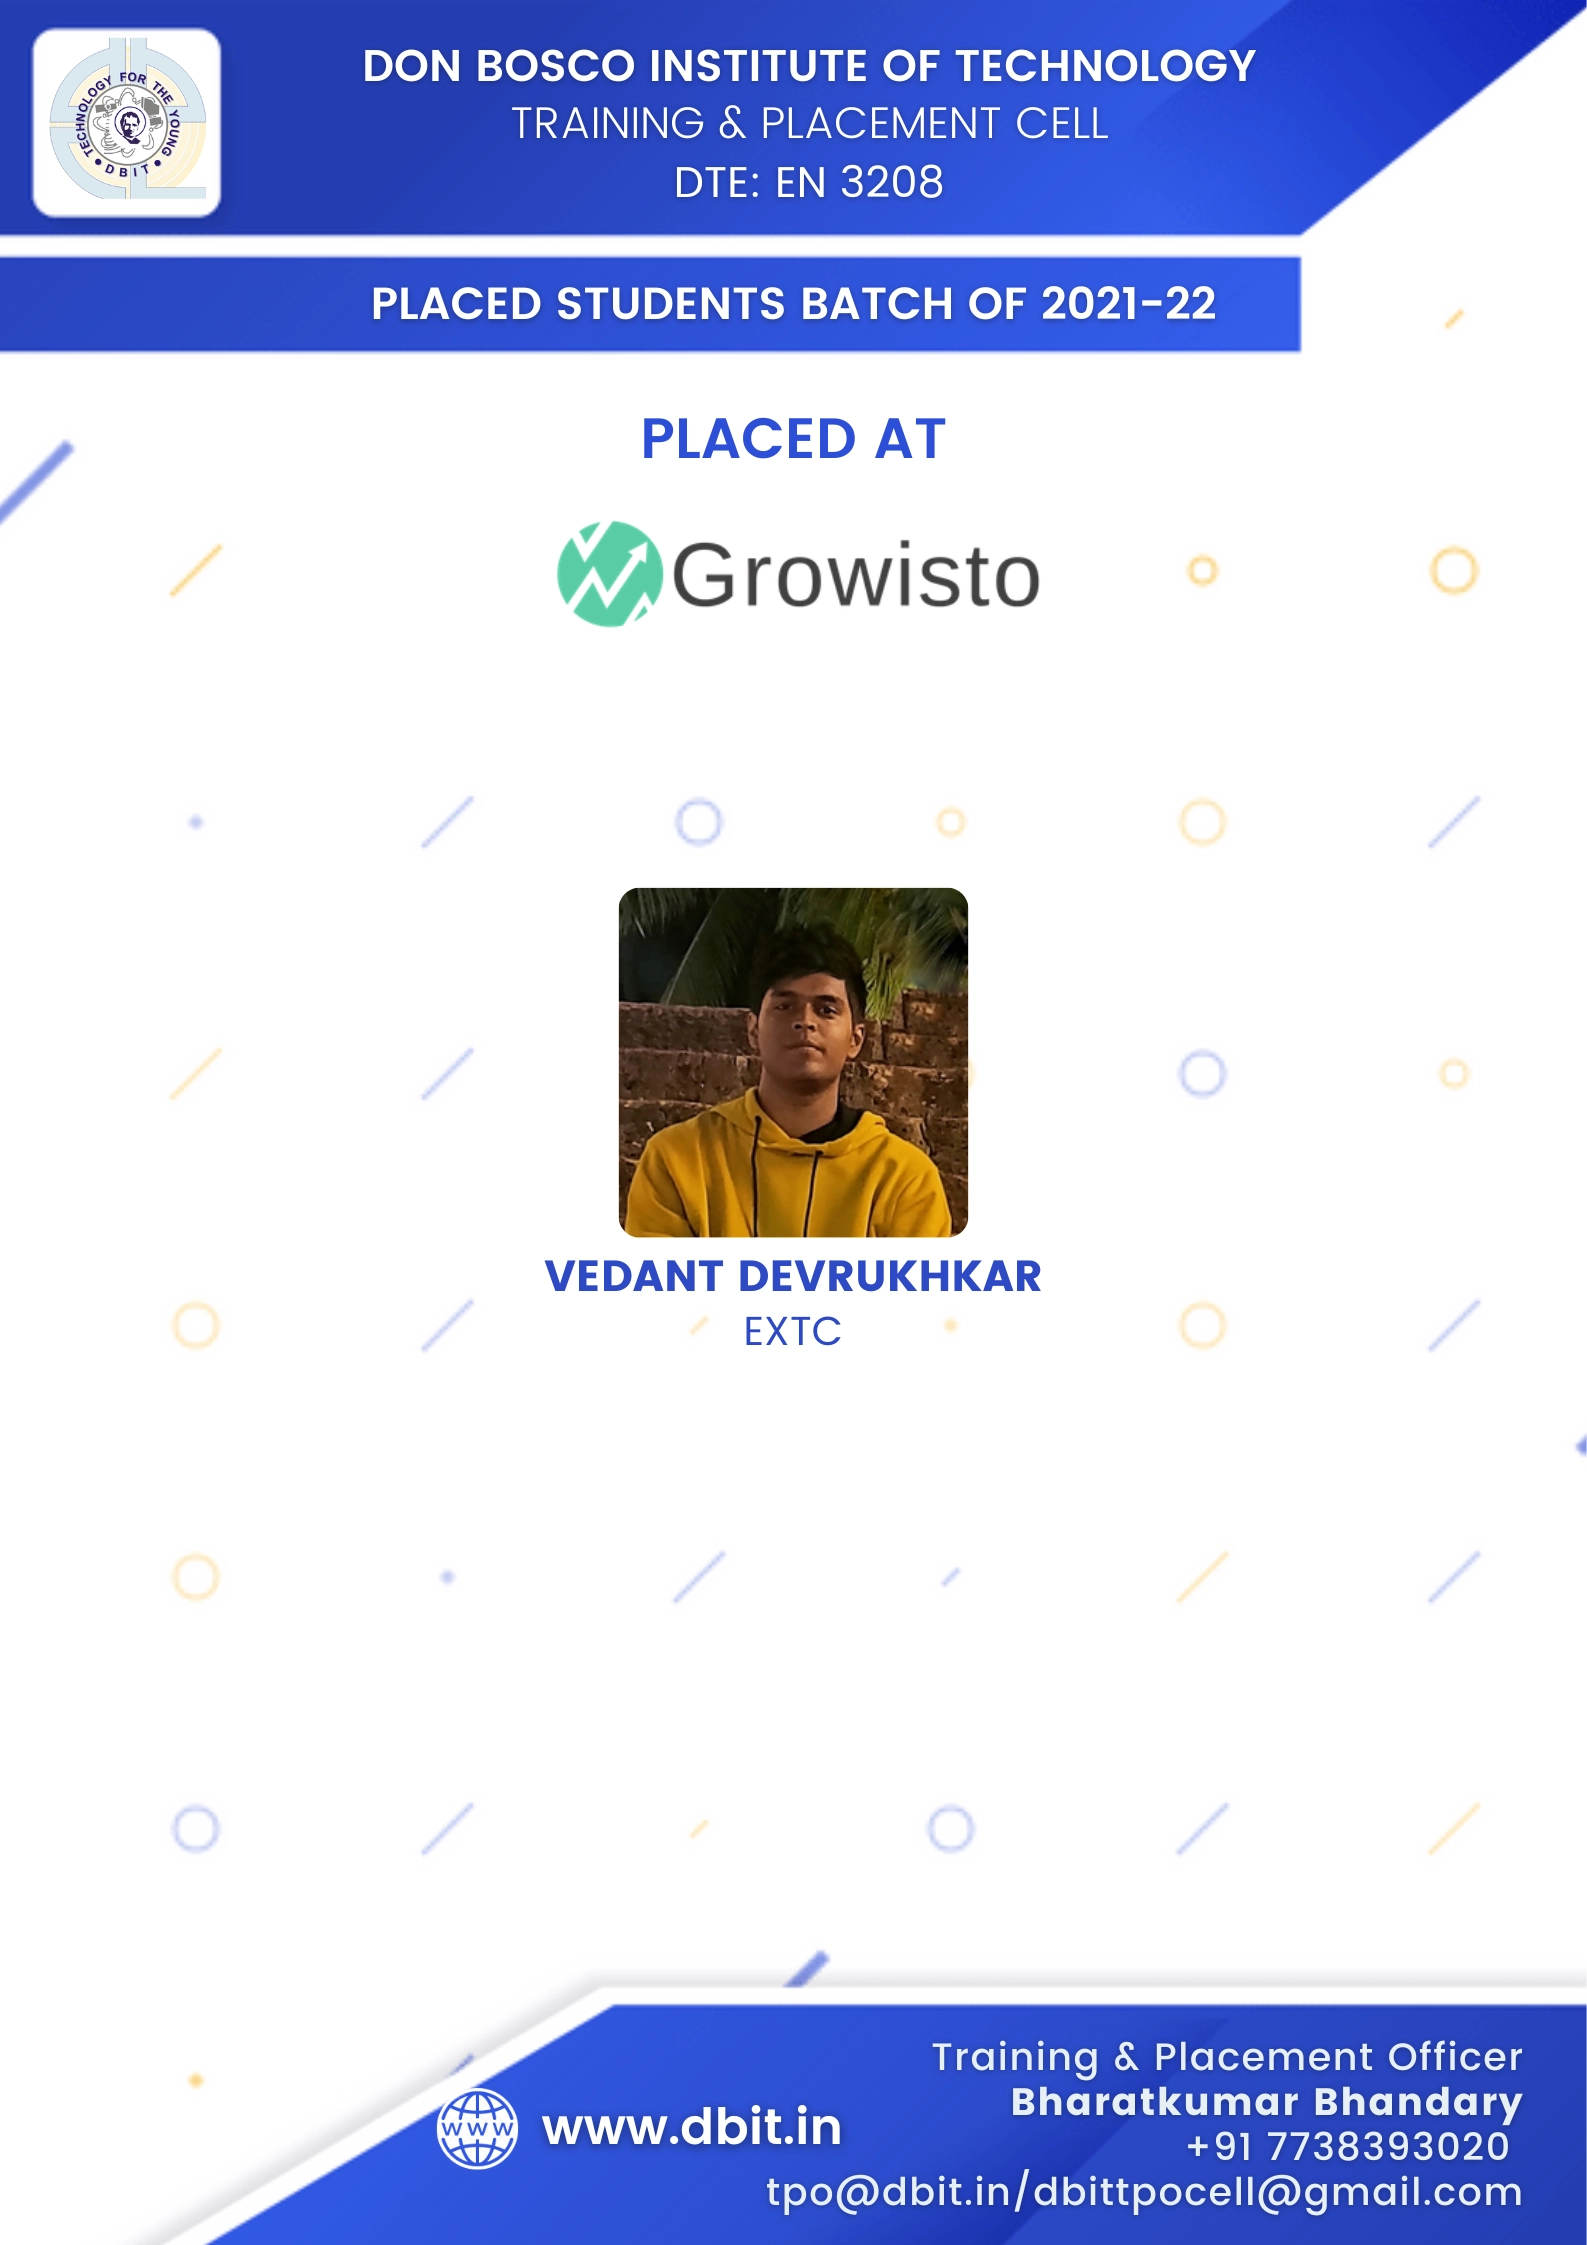 TECHNOLOGY FOR THE YOUNG
DBIT
DON BOSCO INSTITUTE OF TECHNOLOGY
TRAINING & PLACEMENT CELL
DTE: EN 3208
PLACED STUDENTS BATCH OF 2021-22
PLACED AT
Growisto
VEDANT DEVRUKHKAR
EXTC
Training & Placement Officer
Bharatkumar Bhandary
WWW www.dbit.in
+91 7738393020
tpo@dbit.in/dbittpocell@gmail.com